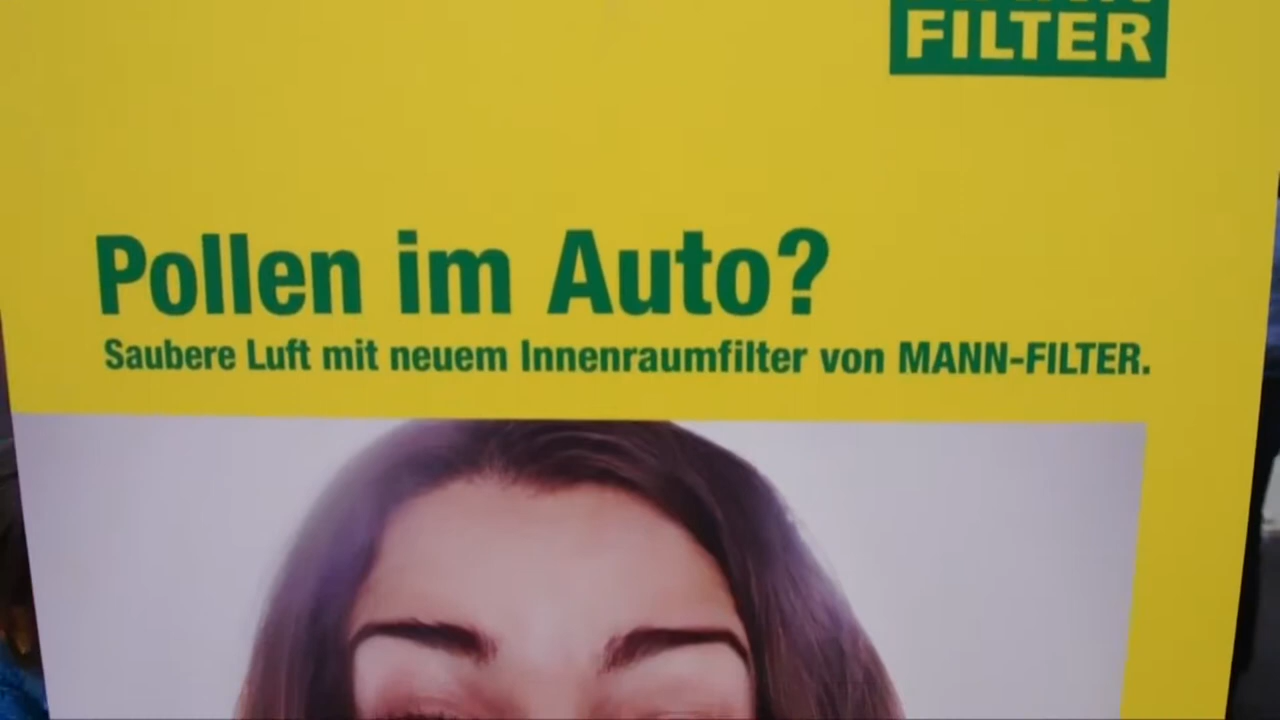 FILTER
Pollen im Auto?
Saubere Luft mit neuem Innenraumfilter von MANN-FILTER.